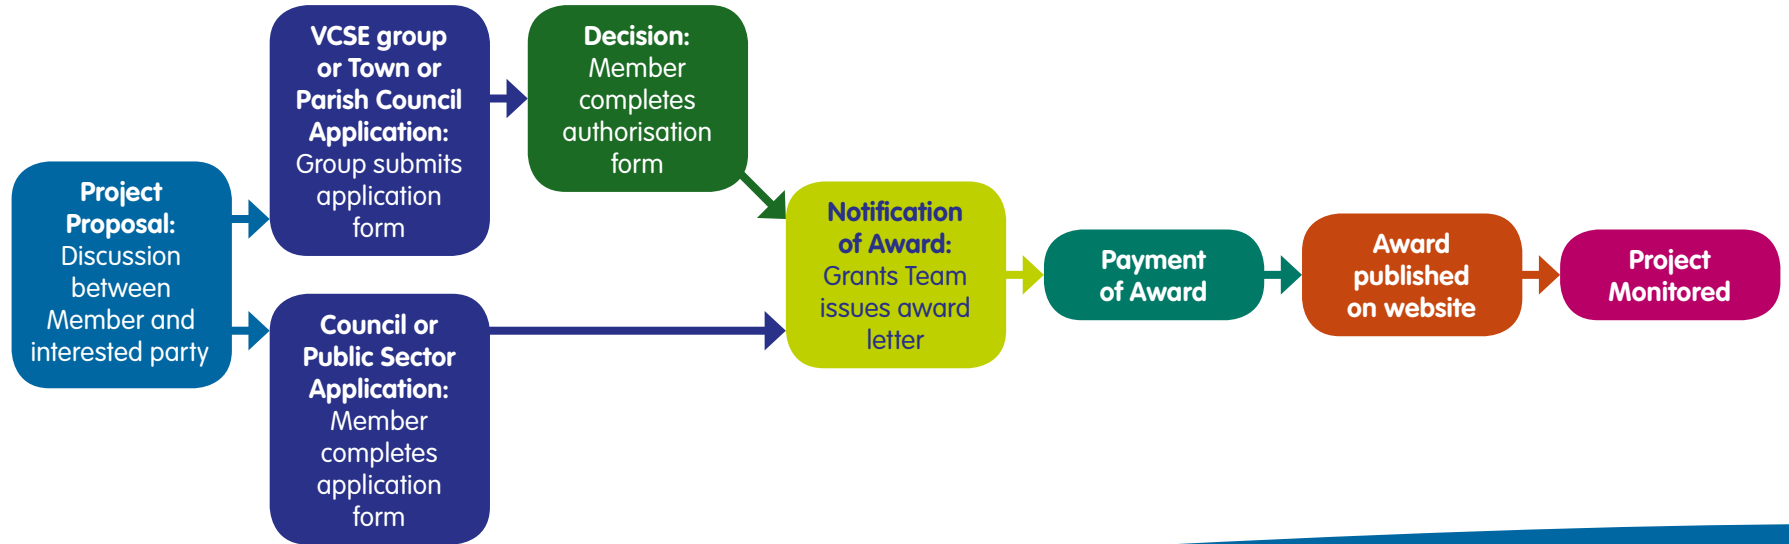 Project
Proposal:
Discussion
between
Member and
interested party
VCSE group
or Town or
Parish Council
Application:
Group submits
application
form
Council or
Public Sector
Application:
Member
completes
application
form
Decision:
Member
completes
authorisation
form
Notification
of Award:
Grants Team
issues award
letter
Payment
of Award
Award
published
on website
Project
Monitored